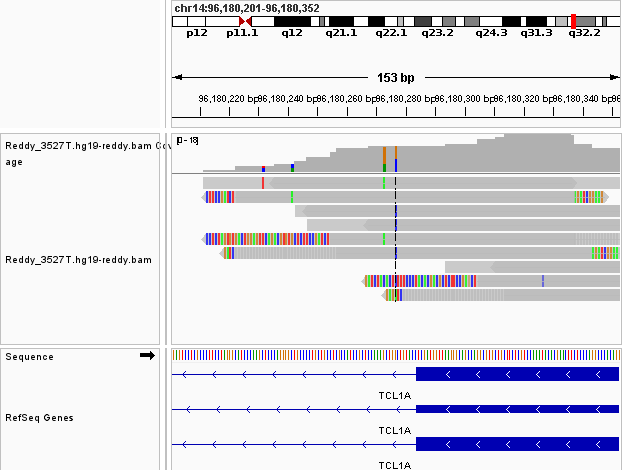 chr14:96,180,201-96,180,352
p12 p11.1 q12 q21.1 q22.1 q23.2 q24.3 q31.3 q32.2
153 bp
96,180,220 bp 96,180,240 bp 96,180,260 bp 96,180,280 bp 96,180,300 bp 96,180,320 bp 96,180,340 bp 96
[0 - 18]
Reddy_3527T.hg19-reddy.bam Cov
age
Reddy_3527T.hg19-reddy.bam
Sequence
TCL1A
RefSeq Genes
TCL1A
TCL1A